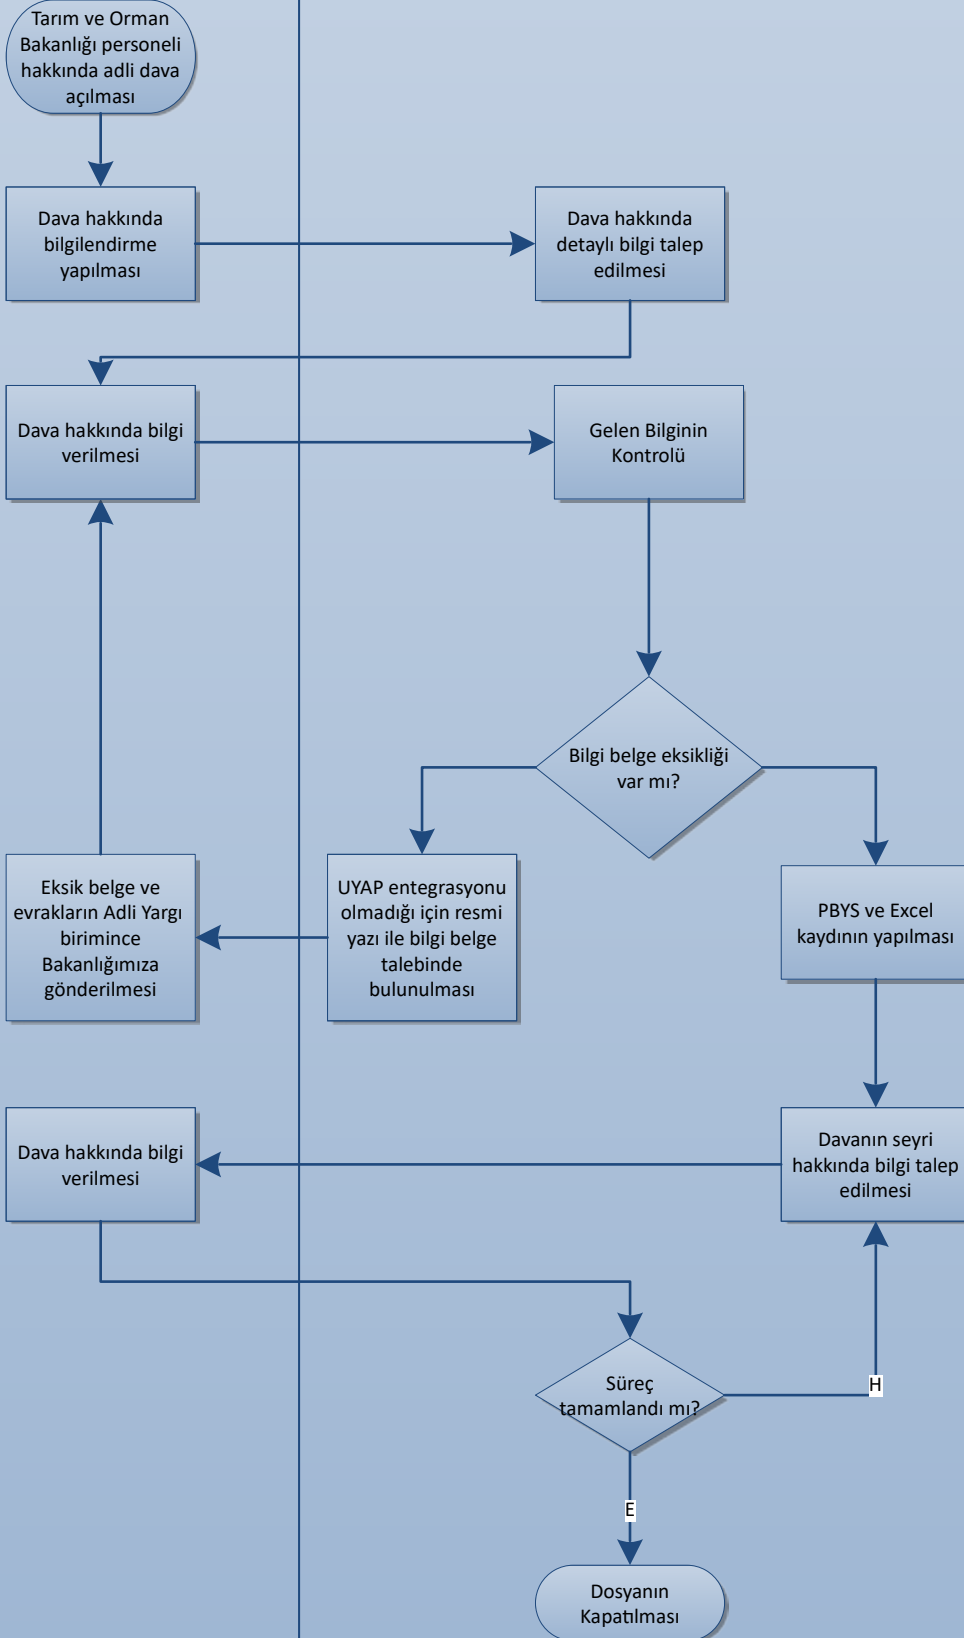 Tarım ve Orman
Bakanlığı personeli
hakkında adli dava
açılması
Dava hakkında
bilgilendirme
yapılması
Dava hakkında
detaylı bilgi talep
edilmesi
Dava hakkında bilgi
verilmesi
Gelen Bilginin
Kontrolü
Bilgi belge eksikliği
var mı?
Eksik belge ve
evrakların Adli Yargı
birimince
Bakanlığımıza
gönderilmesi
UYAP entegrasyonu
olmadığı için resmi
yazı ile bilgi belge
talebinde
bulunulması
PBYS ve Excel
kaydının yapılması
Dava hakkında bilgi
verilmesi
Davanın seyri
hakkında bilgi talep
edilmesi
Süreç
tamamlandı mı?
H
E
Dosyanın
Kapatılması